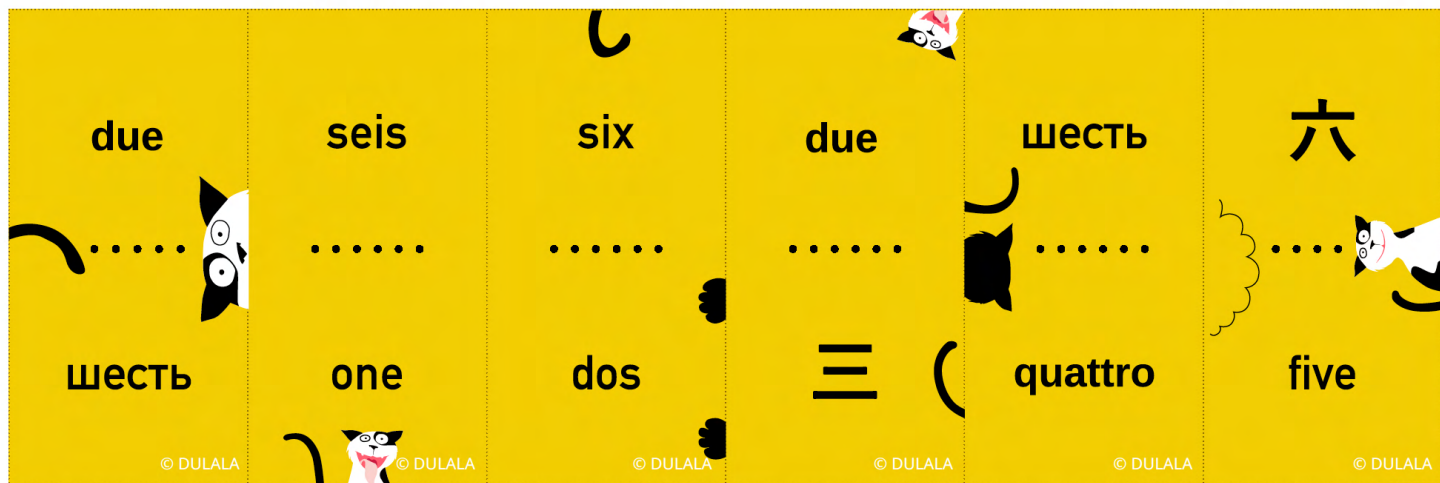 due
шесть
© DULALA
seis
one
© DULALA
six
dos
© DULALA
due
三
© DULALA
шесть
quattro
© DULALA
六
five
© DULALA